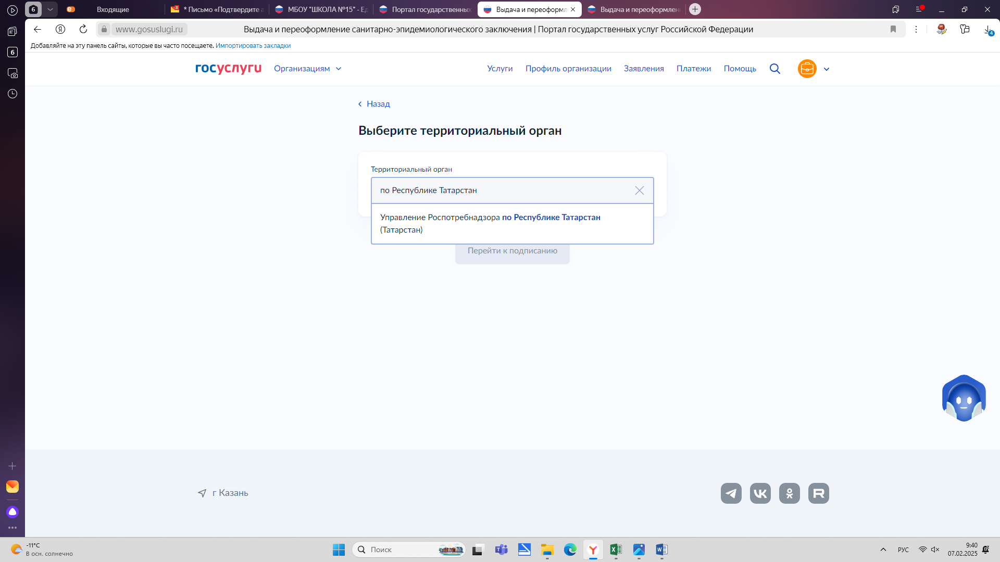 6
Входящие
* Письмо «Подтвердите а
МБОУ "ШКОЛА №15" - Ед
Портал государственных
Выдача и переоформл
Выдача и переоформлен
www.gosuslugi.ru
Выдача и переоформление санитарно-эпидемиологического заключения | Портал государственных услуг Российской Федерации
4
Добавляйте на эту панель сайты, которые вы часто посещаете. Импортировать закладки
6
госуслуги
Организациям
Услуги
Профиль организации
Заявления
Платежи
Помощь
Назад
Выберите территориальный орган
Территориальный орган
по Республике Татарстан
Управление Роспотребнадзора по Республике Татарстан
(Татарстан)
Перейти к подписанию
г Казань
-11°C
В осн. солнечно
Поиск
РУС
9:40
07.02.2025